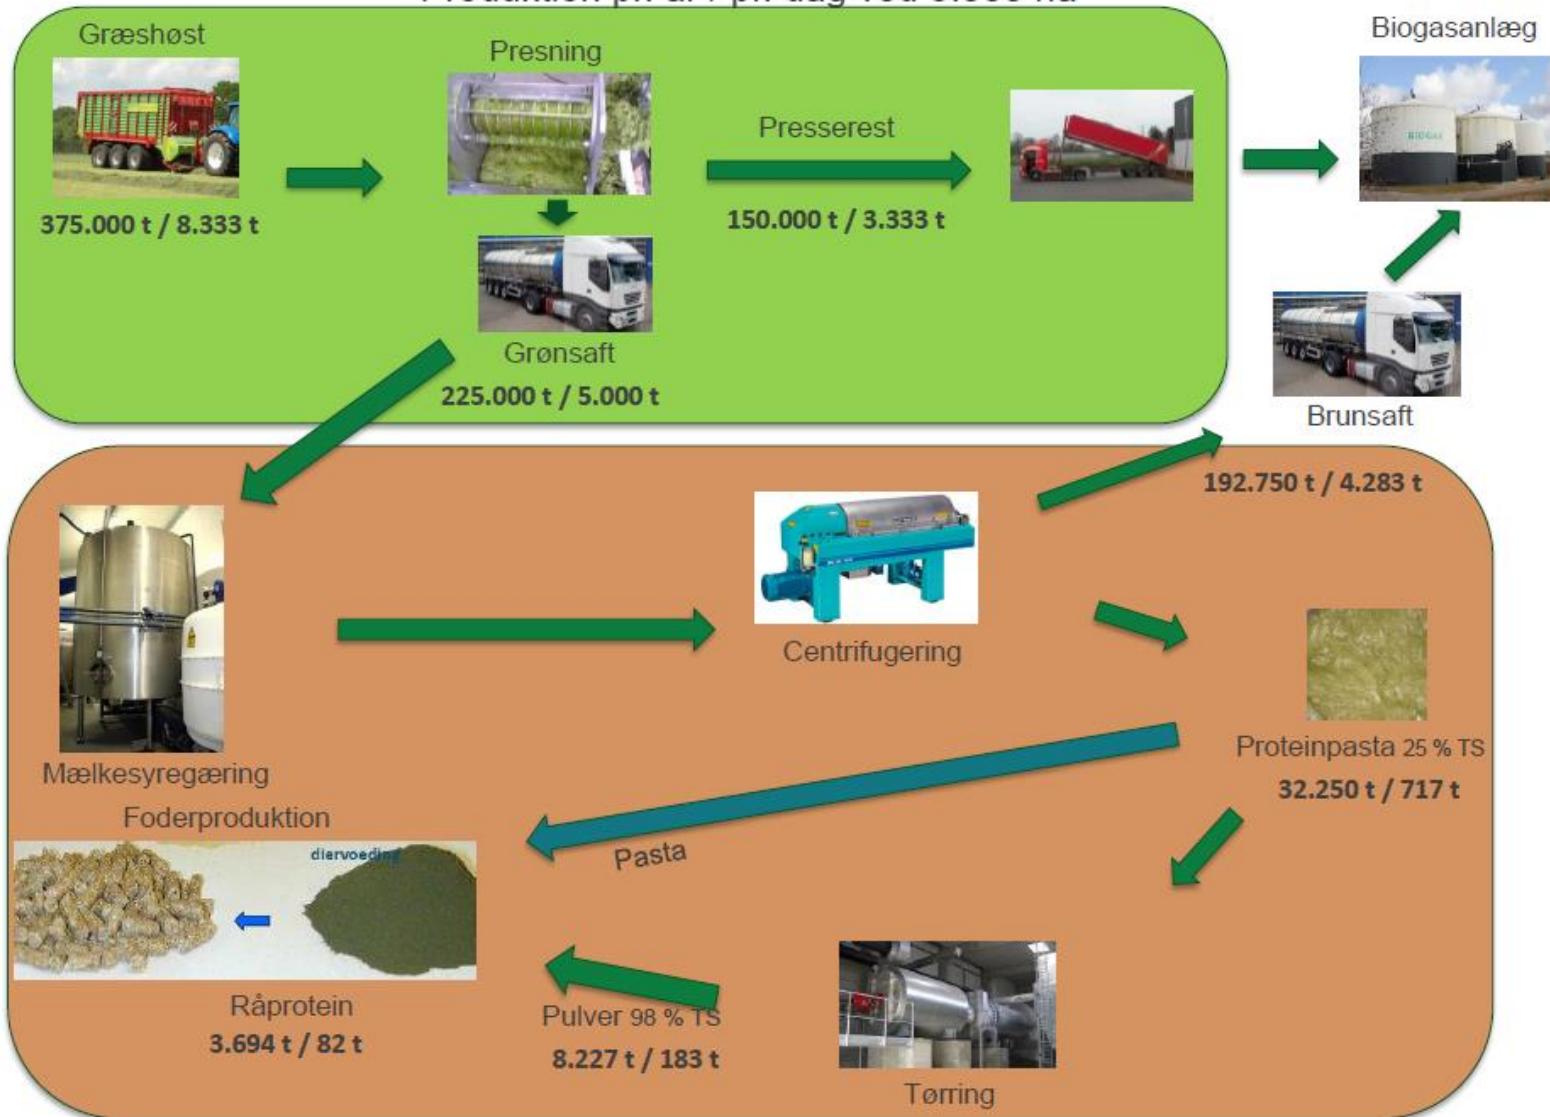 Græshøst
Presning
Biogasanlæg
BIOGAS
Presserest
375.000 t / 8.333 t
150.000 t / 3.333 t
Grønsaft
225.000 t / 5.000 t
Brunsaft
192.750 t / 4.283 t
Centrifugering
Proteinpasta 25 % TS
32.250 t / 717 t
Mælkesyregæring
Foderproduktion
diervoeding
Pasta
Råprotein
3.694 t / 82 t
Pulver 98 % TS
8.227 t / 183 t
Tørring